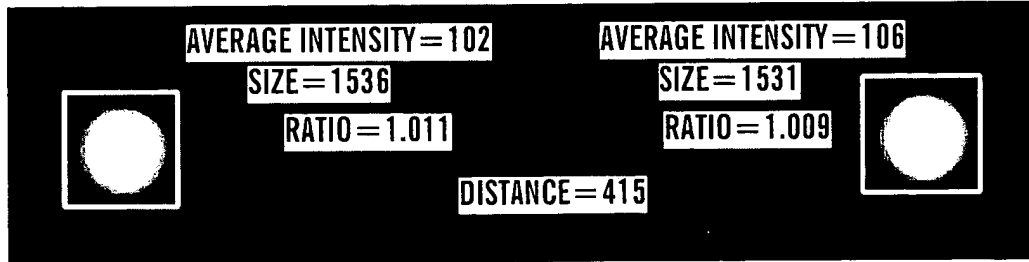 AVERAGE INTENSITY=102
SIZE=1536
RATIO=1.011
AVERAGE INTENSITY=106
SIZE=1531
RATIO=1.009
DISTANCE=415